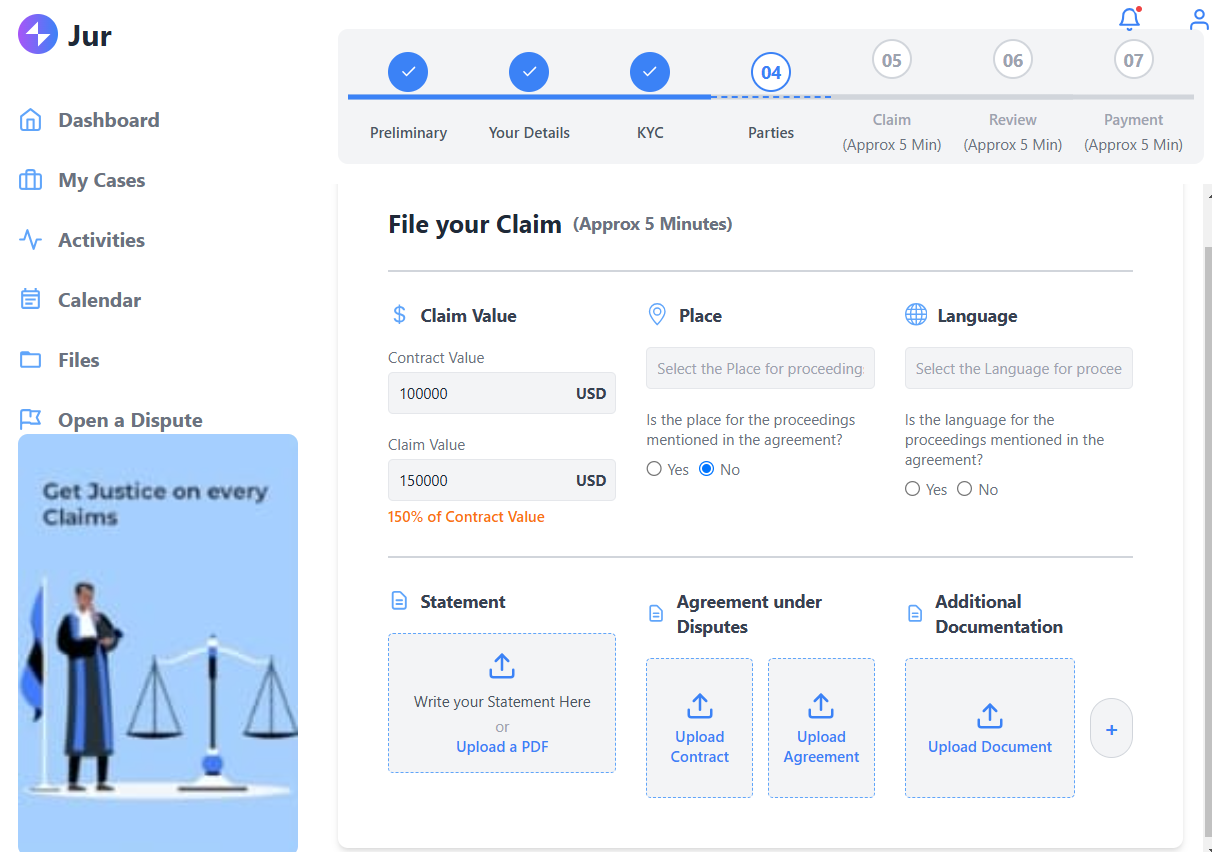 Jur
Dashboard
My Cases
Activities
Calendar
Files
Open a Dispute
Get Justice on every
Claims
04
05
06
07
Preliminary
Your Details
KYC
Parties
Claim
(Approx 5 Min)
Review
(Approx 5 Min)
Payment
(Approx 5 Min)
File your Claim (Approx 5 Minutes)
$ Claim Value
Contract Value
100000 USD
Claim Value
150000 USD
150% of Contract Value
Place
Select the Place for proceeding
Is the place for the proceedings
mentioned in the agreement?
Yes No
Language
Select the Language for procee
Is the language for the
proceedings mentioned in the
agreement?
Yes No
Statement
Write your Statement Here
or
Upload a PDF
Agreement under
Disputes
Upload
Contract
Upload
Agreement
Additional
Documentation
Upload Document
+